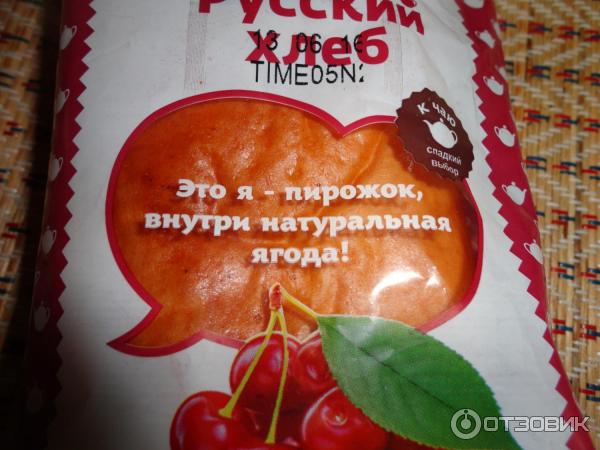 Русский
хлеб
13 06 16
TIME05N2
К чаю
сладкий
выбор
Это я - пирожок,
внутри натуральная
ягода!
ОТЗОВИК